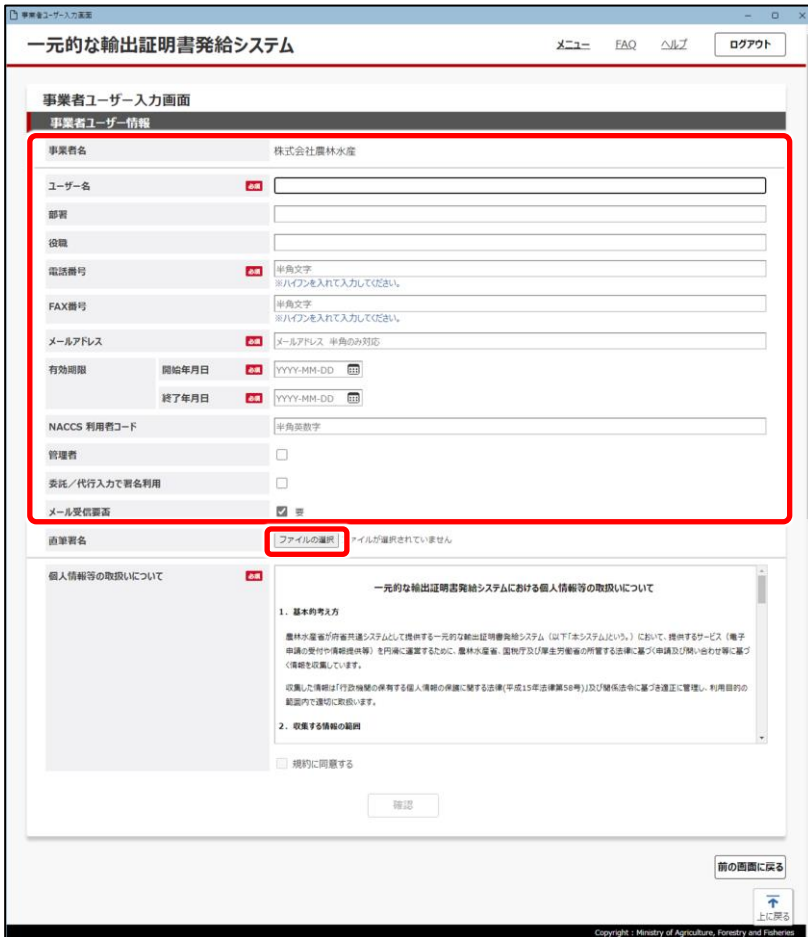 事業者ユーザー入力画面
一元的な輸出証明書発給システム
メニュー FAQ ヘルプ ログアウト
事業者ユーザー入力画面
事業者ユーザー情報
事業者名 株式会社農林水産
ユーザー名 必須
部署
役職
電話番号 必須 半角文字
※ハイフンを入れて入力してください。
FAX番号 半角文字
※ハイフンを入れて入力してください。
メールアドレス 必須 メールアドレス 半角のみ対応
有効期限 開始年月日 必須 YYYY-MM-DD
終了年月日 必須 YYYY-MM-DD
NACCS 利用者コード 半角英数字
管理者
委託／代行入力で署名利用
メール受信要否 要
直筆署名 ファイルの選択 ァイルが選択されていません
個人情報等の取扱いについて 必須
一元的な輸出証明書発給システムにおける個人情報等の取扱いについて
1．基本的考え方
農林水産省が府省共通システムとして提供する一元的な輸出証明書発給システム（以下「本システム」という。）において、提供するサービス（電子
申請の受付や情報提供等）を円滑に運営するために、農林水産省、国税庁及び厚生労働省の所管する法律に基づく申請及び問い合わせ等に基づ
く情報を収集しています。
収集した情報は「行政機関の保有する個人情報の保護に関する法律(平成15年法律第58号)」及び関係法令に基づき適正に管理し、利用目的の
範囲内で適切に取扱います。
2．収集する情報の範囲
規約に同意する
確認
前の画面に戻る
上に戻る
Copyright : Ministry of Agriculture, Forestry and Fisheries